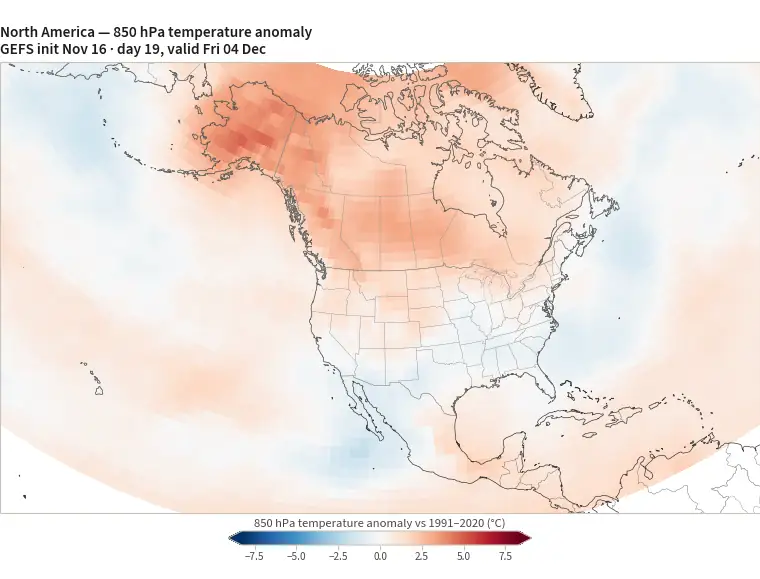 North America — 850 hPa temperature anomaly
GEFS init Nov 16 · day 19, valid Fri 04 Dec
850 hPa temperature anomaly vs 1991–2020 (°C)
−7.5 −5.0 −2.5 0.0 2.5 5.0 7.5